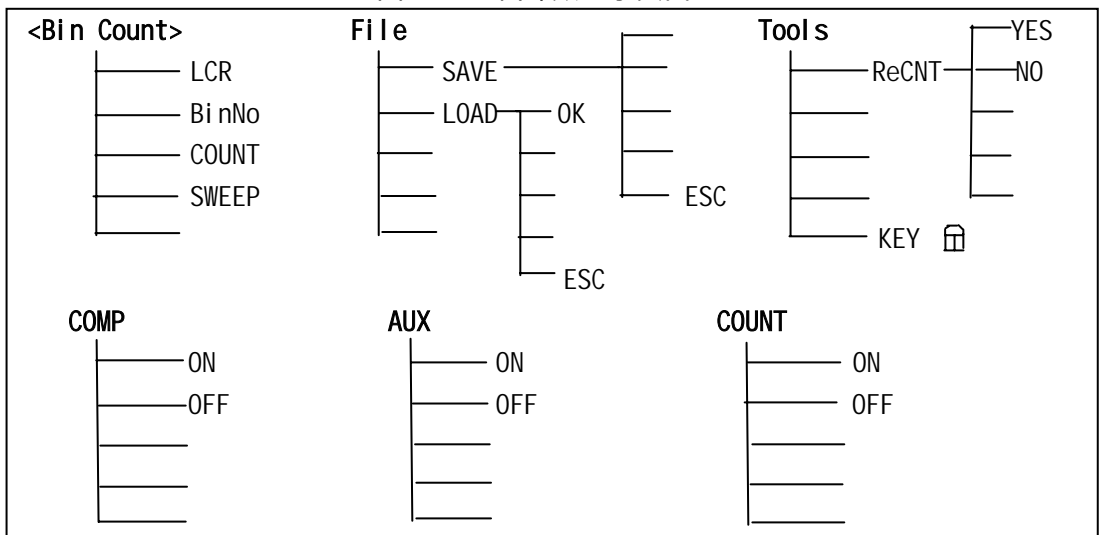 <Bin Count> File Tools YES
LCR SAVE ReCNT NO
BinNo LOAD OK
COUNT
SWEEP ESC
KEY
ESC
COMP AUX COUNT
ON ON ON
OFF OFF OFF